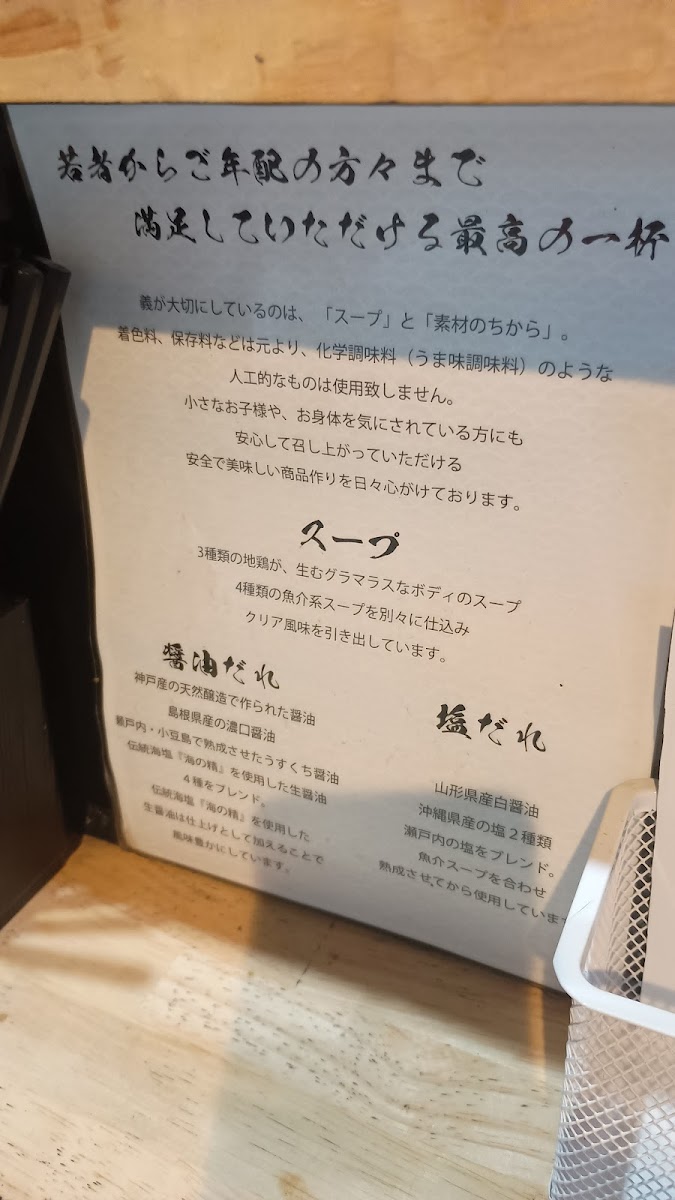 若者からご年配の方々まで
満足していただける最高の一杯
義が大切にしているのは、「スープ」と「素材のちから」。
着色料、保存料などは元より、化学調味料（うま味調味料）のような
人工的なものは使用致しません。
小さなお子様や、お身体を気にされている方にも
安心して召し上がっていただける
安全で美味しい商品作りを日々心がけております。
スープ
3種類の地鶏が、生むグラマラスなボディのスープ
4種類の魚介系スープを別々に仕込み
クリア風味を引き出しています。
醤油だれ
神戸産の天然醸造で作られた醤油
島根県産の濃口醤油
瀬戸内・小豆島で熟成させたうすくち醤油
伝統海塩『海の精』を使用した生醤油
４種をブレンド。
伝統海塩『海の精』を使用した
生醤油は仕上げとして加えることで
風味豊かにしています。
塩だれ
山形県産白醤油
沖縄県産の塩２種類
瀬戸内の塩をブレンド。
魚介スープを合わせ
熟成させてから使用していま